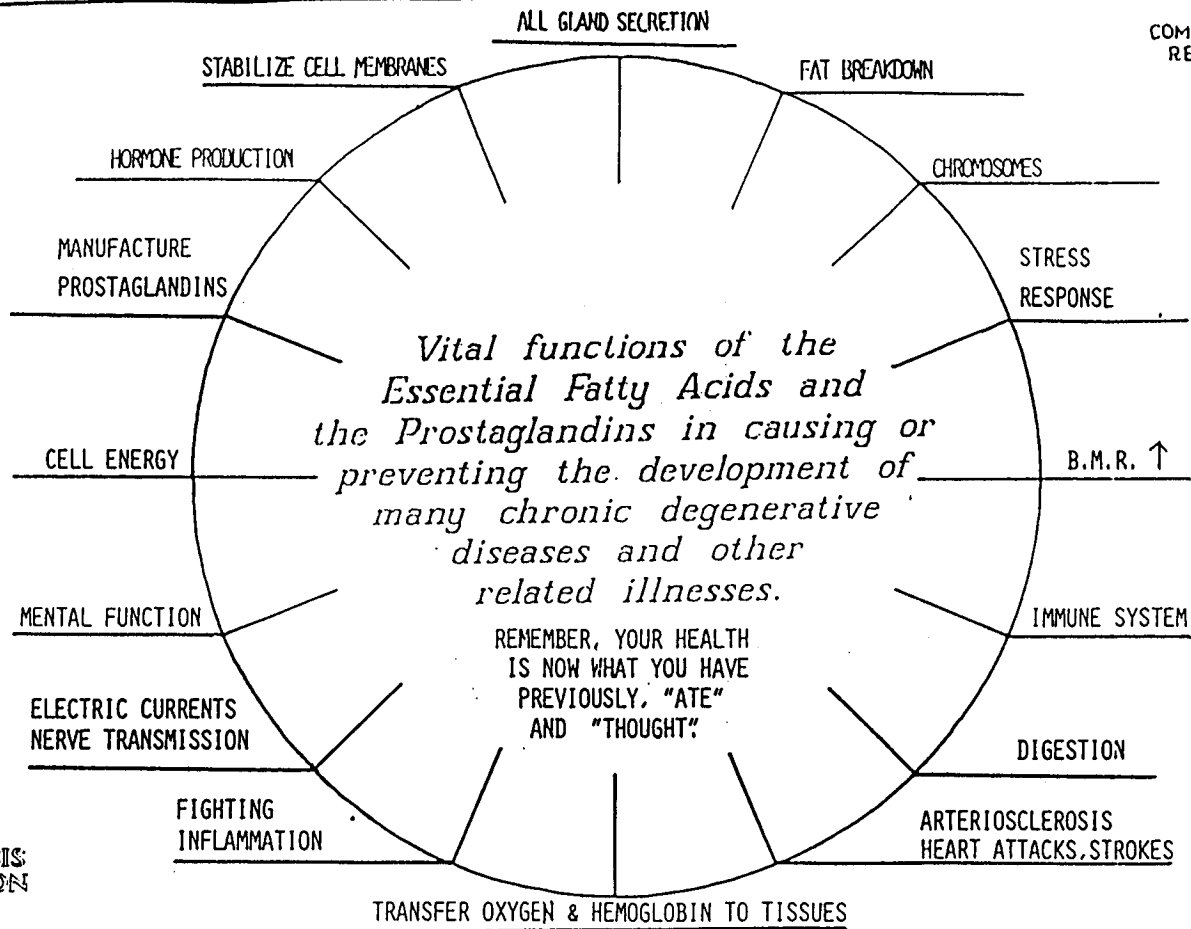 ALL GLAND SECRETION
STABILIZE CELL MEMBRANES
FAT BREAKDOWN
HORMONE PRODUCTION
CHROMOSOMES
MANUFACTURE
PROSTAGLANDINS
STRESS
RESPONSE
Vital functions of the
Essential Fatty Acids and
the Prostaglandins in causing or
preventing the development of
many chronic degenerative
diseases and other
related illnesses.
CELL ENERGY
B.M.R. ↑
MENTAL FUNCTION
IMMUNE SYSTEM
REMEMBER, YOUR HEALTH
IS NOW WHAT YOU HAVE
PREVIOUSLY, "ATE"
AND "THOUGHT".
ELECTRIC CURRENTS
NERVE TRANSMISSION
DIGESTION
FIGHTING
INFLAMMATION
ARTERIOSCLEROSIS
HEART ATTACKS, STROKES
TRANSFER OXYGEN & HEMOGLOBIN TO TISSUES